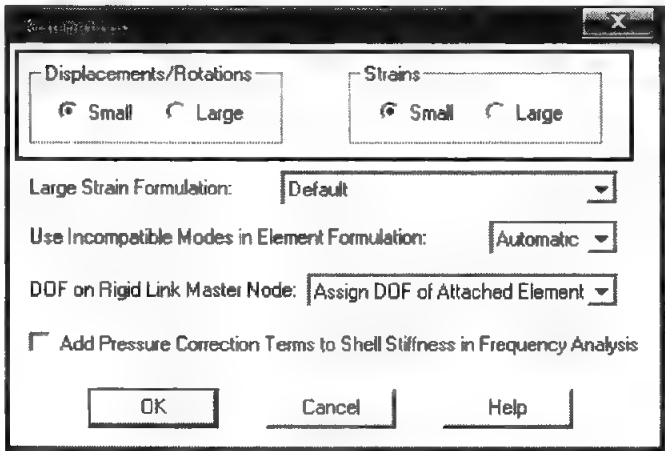 Displacements/Rotations Strains
Small Large Small Large
Large Strain Formulation: Default
Use Incompatible Modes in Element Formulation: Automatic
DOF on Rigid Link Master Node: Assign DOF of Attached Element
Add Pressure Correction Terms to Shell Stiffness in Frequency Analysis
OK Cancel Help